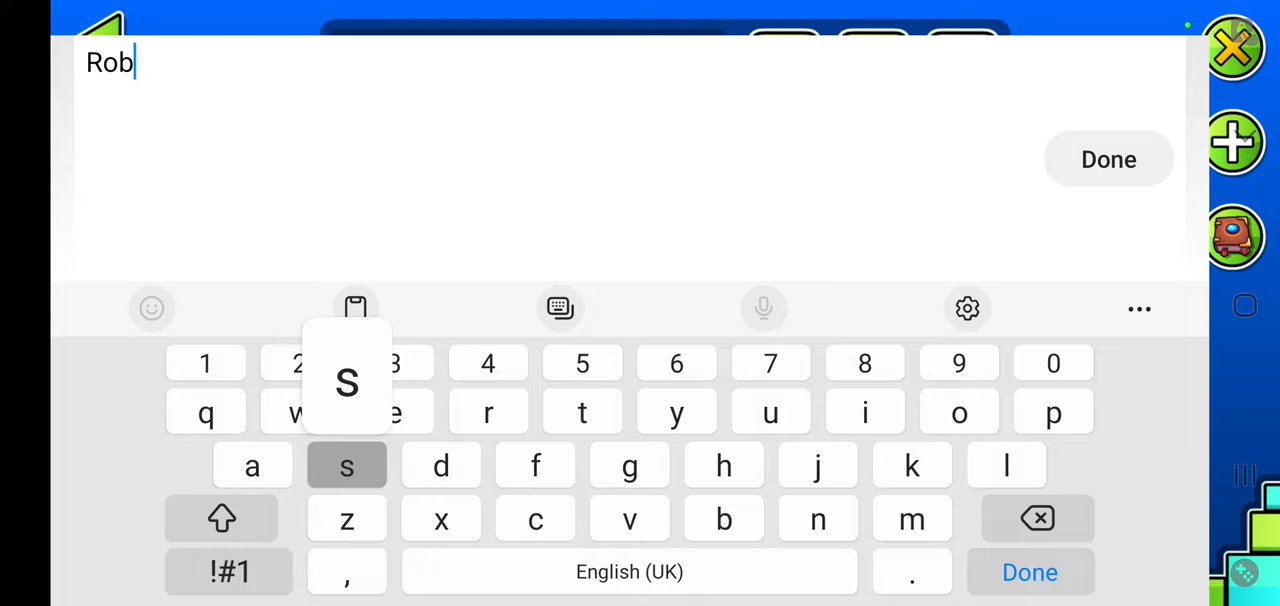 Rob
Done
s
1 2 3 4 5 6 7 8 9 0
q w e r t y u i o p
a s d f g h j k l
z x c v b n m
!#1 , English (UK) . Done